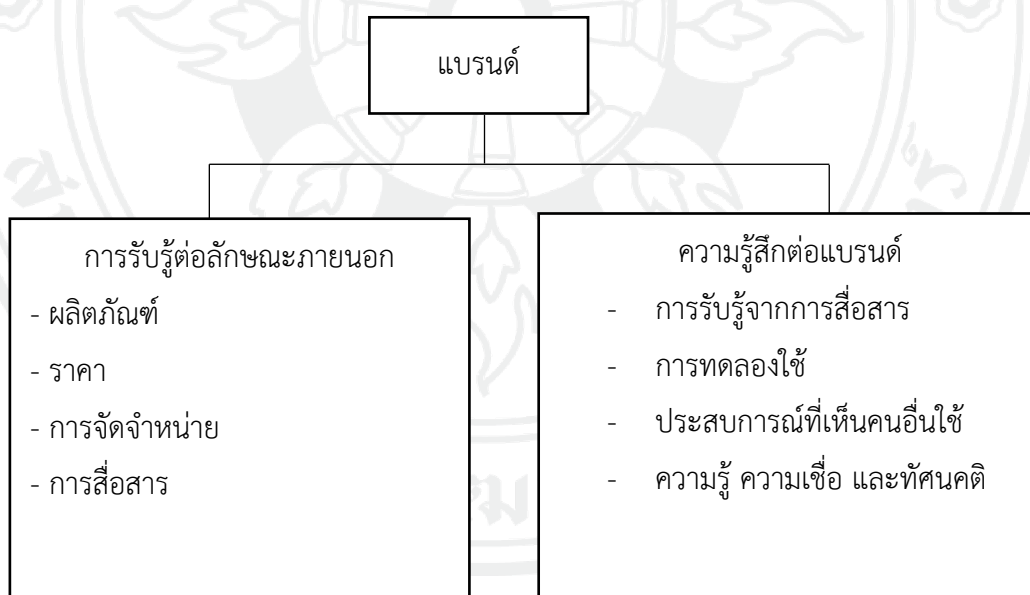 แบรนด์
การรับรู้ต่อลักษณะภายนอก
- ผลิตภัณฑ์
- ราคา
- การจัดจำหน่าย
- การสื่อสาร
ความรู้สึกต่อแบรนด์
- การรับรู้จากการสื่อสาร
- การทดลองใช้
- ประสบการณ์ที่เห็นคนอื่นใช้
- ความรู้ ความเชื่อ และทัศนคติ